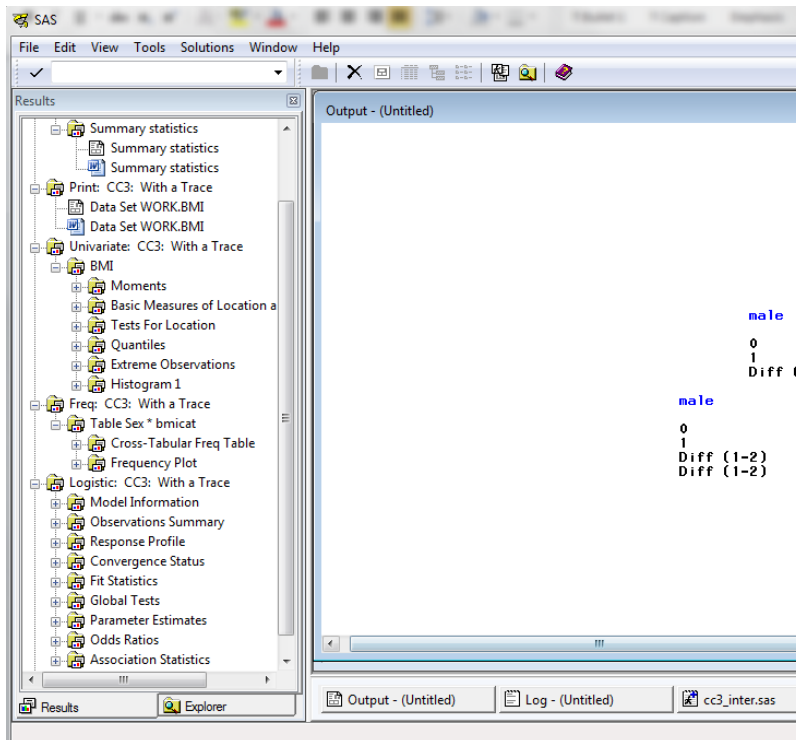 SAS
File Edit View Tools Solutions Window Help
Results
Summary statistics
Summary statistics
Summary statistics
Print: CC3: With a Trace
Data Set WORK.BMI
Data Set WORK.BMI
Univariate: CC3: With a Trace
BMI
Moments
Basic Measures of Location a
Tests For Location
Quantiles
Extreme Observations
Histogram 1
Freq: CC3: With a Trace
Table Sex * bmicat
Cross-Tabular Freq Table
Frequency Plot
Logistic: CC3: With a Trace
Model Information
Observations Summary
Response Profile
Convergence Status
Fit Statistics
Global Tests
Parameter Estimates
Odds Ratios
Association Statistics
Results Explorer
Output - (Untitled)
male
0
1
Diff (
male
0
1
Diff (1-2)
Diff (1-2)
Output - (Untitled) Log - (Untitled) cc3_inter.sas